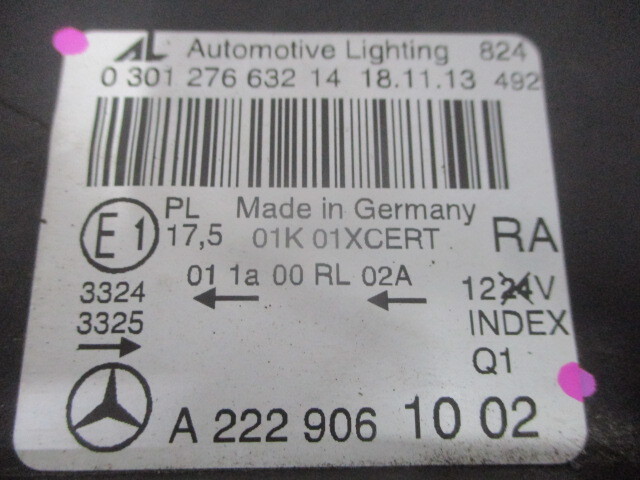 AL Automotive Lighting 824
0 301 276 632 14 18.11.13 492
E1 PL 17,5 Made in Germany
01K 01XCERT RA
01 1a 00 RL 02A
3324
3325
1224V
INDEX
Q1
A 222 906 10 02